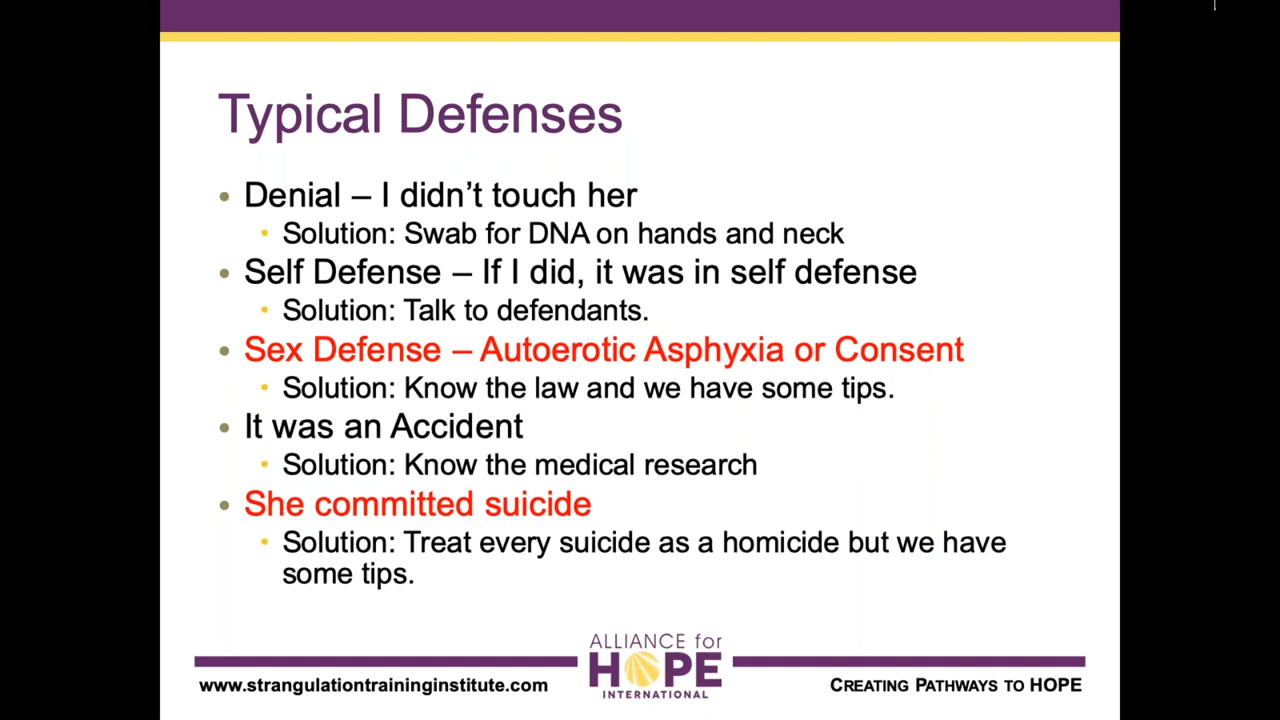 Typical Defenses
• Denial – I didn’t touch her
• Solution: Swab for DNA on hands and neck
• Self Defense – If I did, it was in self defense
• Solution: Talk to defendants.
• Sex Defense – Autoerotic Asphyxia or Consent
• Solution: Know the law and we have some tips.
• It was an Accident
• Solution: Know the medical research
• She committed suicide
• Solution: Treat every suicide as a homicide but we have
some tips.
ALLIANCE for
HOPE
INTERNATIONAL
www.strangulationtraininginstitute.com
CREATING PATHWAYS TO HOPE